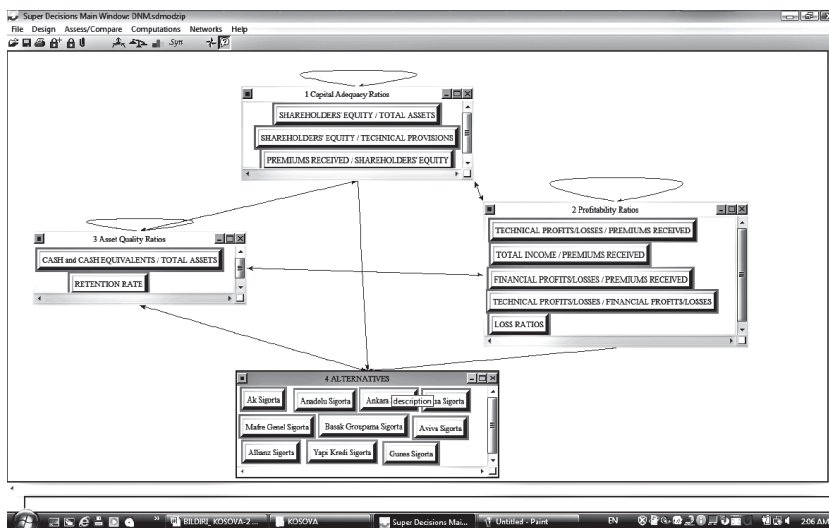 Super Decisions Main Window: DNM.sdmodzip
File Design Assess/Compare Computations Networks Help
Syn
1 Capital Adequacy Ratios
SHAREHOLDERS' EQUITY / TOTAL ASSETS
SHAREHOLDERS' EQUITY / TECHNICAL PROVISIONS
PREMIUMS RECEIVED / SHAREHOLDERS' EQUITY
2 Profitability Ratios
TECHNICAL PROFITS/LOSSES / PREMIUMS RECEIVED
TOTAL INCOME / PREMIUMS RECEIVED
FINANCIAL PROFITS/LOSSES / PREMIUMS RECEIVED
TECHNICAL PROFITS/LOSSES / FINANCIAL PROFITS/LOSSES
LOSS RATIOS
3 Asset Quality Ratios
CASH and CASH EQUIVALENTS / TOTAL ASSETS
RETENTION RATE
4 ALTERNATIVES
Ak Sigorta Anadolu Sigorta Ankara description Sigorta
Mafre Genel Sigorta Basak Groupama Sigorta Aviva Sigorta
Allianz Sigorta Yapi Kredi Sigorta Gunes Sigorta
BILDIRI_KOSOVA-2 ... KOSOVA Super Decisions Mai... Untitled - Paint EN 2:06 AM